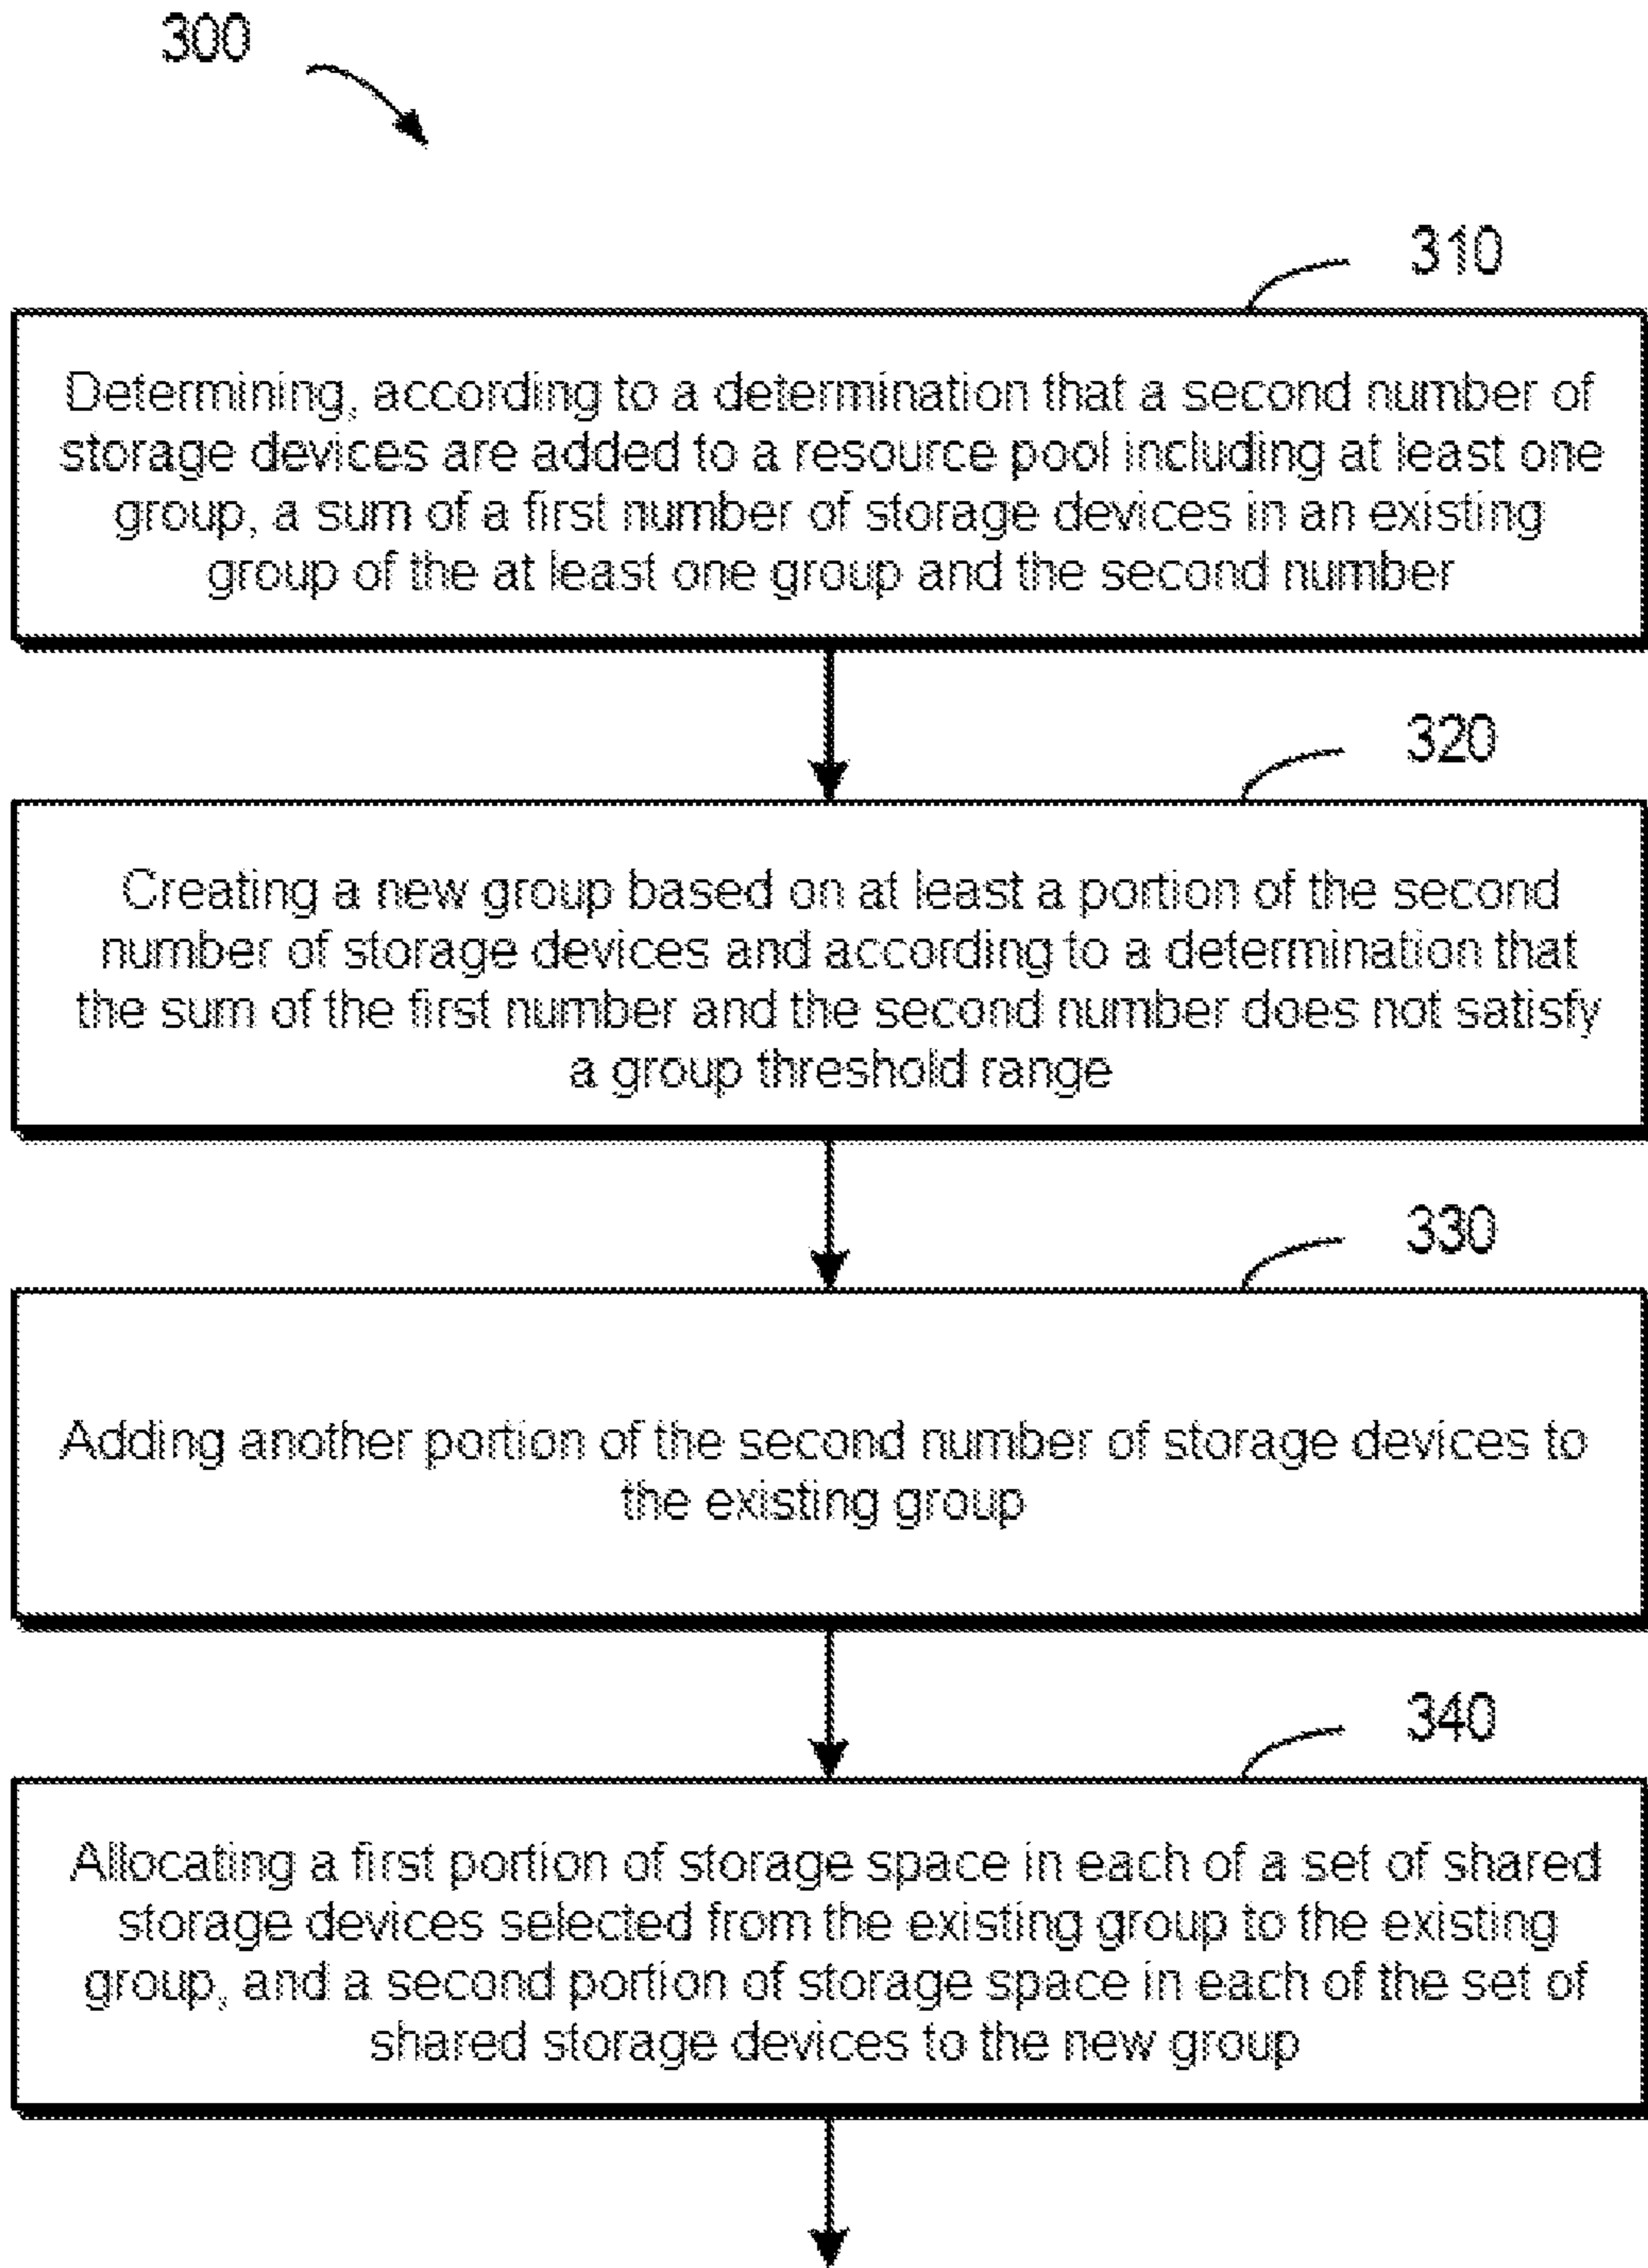 300
310
Determining, according to a determination that a second number of
storage devices are added to a resource pool including at least one
group, a sum of a first number of storage devices in an existing
group of the at least one group and the second number
320
Creating a new group based on at least a portion of the second
number of storage devices and according to a determination that
the sum of the first number and the second number does not satisfy
a group threshold range
330
Adding another portion of the second number of storage devices to
the existing group
340
Allocating a first portion of storage space in each of a set of shared
storage devices selected from the existing group to the existing
group, and a second portion of storage space in each of the set of
shared storage devices to the new group